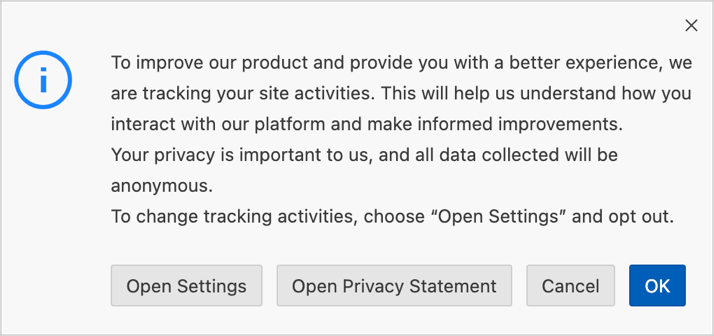 To improve our product and provide you with a better experience, we
are tracking your site activities. This will help us understand how you
interact with our platform and make informed improvements.
Your privacy is important to us, and all data collected will be
anonymous.
To change tracking activities, choose “Open Settings” and opt out.
Open Settings
Open Privacy Statement
Cancel
OK